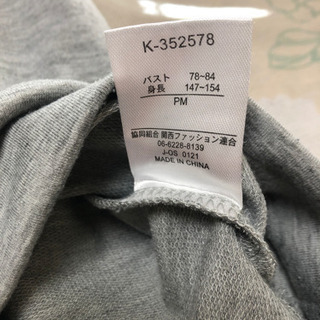 K-352578
バスト 78~84
身長 147~154
PM
協同組合 関西ファッション連合
06-6228-8139
J-OS 0121
MADE IN CHINA